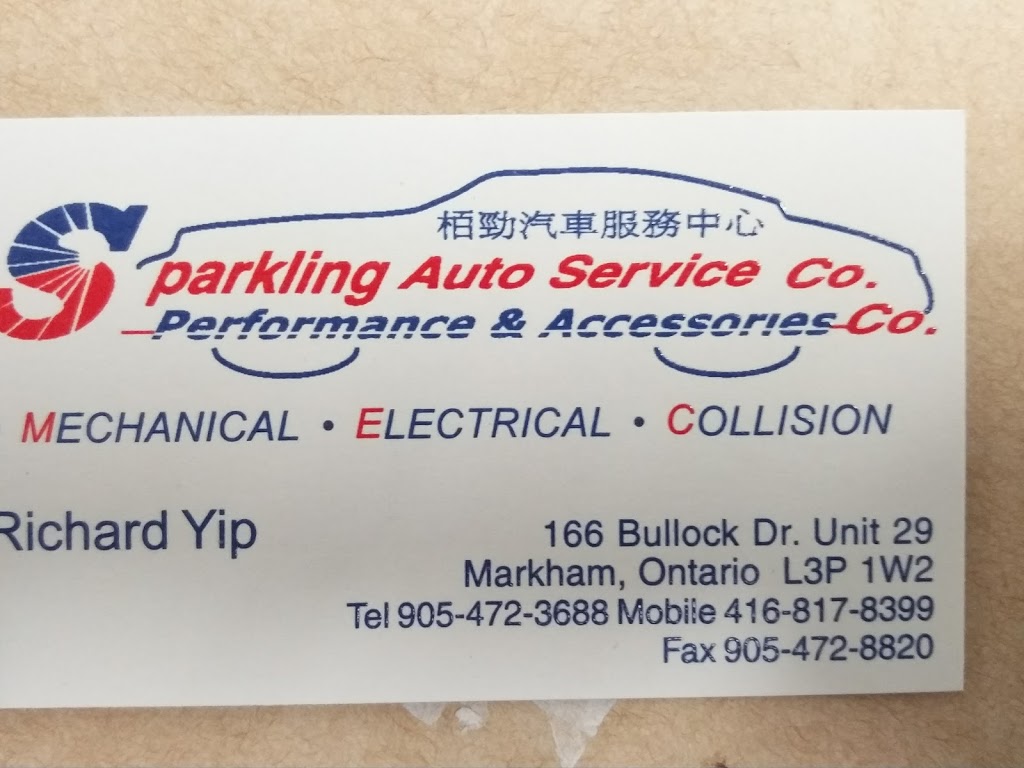 栢勁汽車服務中心
Sparkling Auto Service Co.
Performance & Accessories Co.
• MECHANICAL • ELECTRICAL • COLLISION
Richard Yip
166 Bullock Dr. Unit 29
Markham, Ontario L3P 1W2
Tel 905-472-3688 Mobile 416-817-8399
Fax 905-472-8820